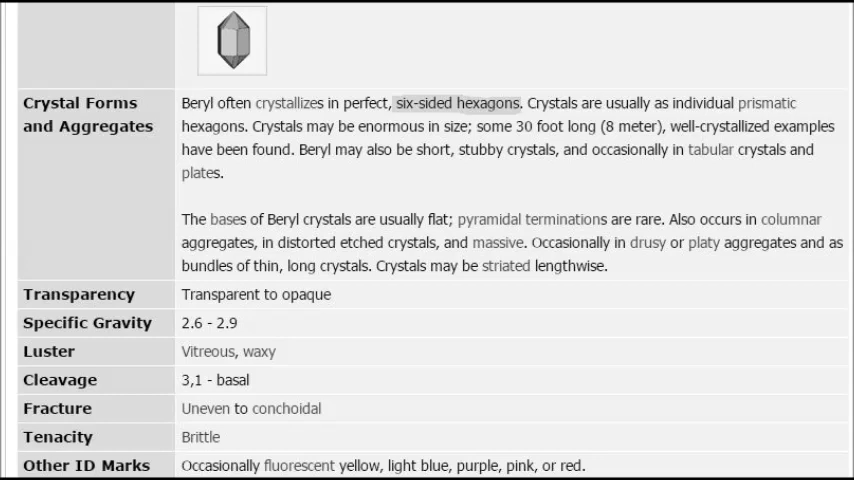 Crystal Forms
and Aggregates
Beryl often crystallizes in perfect, six-sided hexagons. Crystals are usually as individual prismatic
hexagons. Crystals may be enormous in size; some 30 foot long (8 meter), well-crystallized examples
have been found. Beryl may also be short, stubby crystals, and occasionally in tabular crystals and
plates.
The bases of Beryl crystals are usually flat; pyramidal terminations are rare. Also occurs in columnar
aggregates, in distorted etched crystals, and massive. Occasionally in drusy or platy aggregates and as
bundles of thin, long crystals. Crystals may be striated lengthwise.
Transparency Transparent to opaque
Specific Gravity 2.6 - 2.9
Luster Vitreous, waxy
Cleavage 3,1 - basal
Fracture Uneven to conchoidal
Tenacity Brittle
Other ID Marks Occasionally fluorescent yellow, light blue, purple, pink, or red.